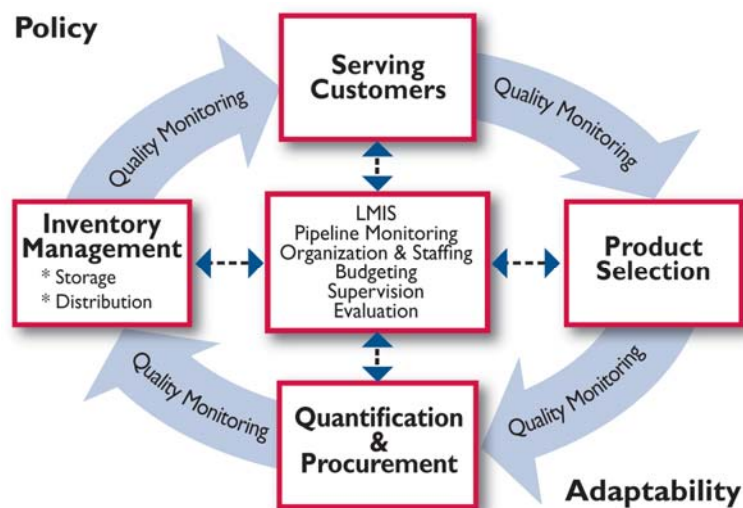 Policy
Serving
Customers
Quality Monitoring
Quality Monitoring
Inventory
Management
* Storage
* Distribution
LMIS
Pipeline Monitoring
Organization & Staffing
Budgeting
Supervision
Evaluation
Product
Selection
Quality Monitoring
Quality Monitoring
Quantification
&
Procurement
Adaptability